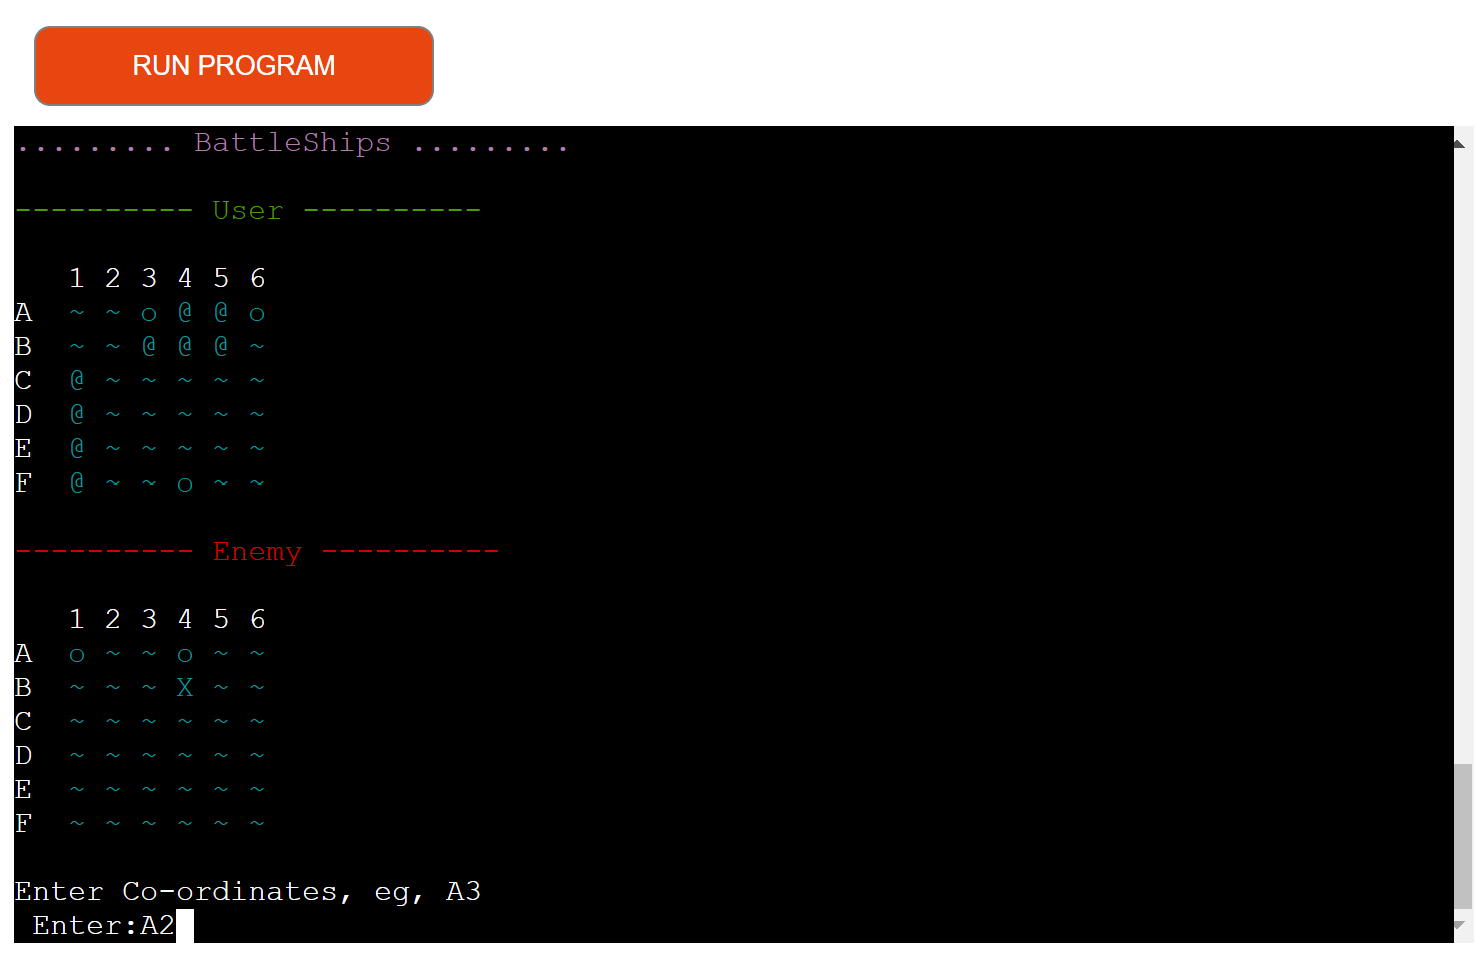 RUN PROGRAM
......... BattleShips .........
---------- User ----------
1 2 3 4 5 6
A ~ ~ o @ @ o
B ~ ~ @ @ @ ~
C @ ~ ~ ~ ~ ~
D @ ~ ~ ~ ~ ~
E @ ~ ~ ~ ~ ~
F @ ~ ~ o ~ ~
---------- Enemy ----------
1 2 3 4 5 6
A o ~ ~ o ~ ~
B ~ ~ ~ X ~ ~
C ~ ~ ~ ~ ~ ~
D ~ ~ ~ ~ ~ ~
E ~ ~ ~ ~ ~ ~
F ~ ~ ~ ~ ~ ~
Enter Co-ordinates, eg, A3
Enter:A2